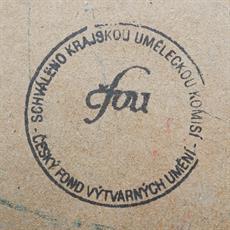 SCHVÁLENO KRAJSKOU UMĚLECKOU KOMISÍ
čfvu
- ČESKÝ FOND VÝTVARNÝCH UMĚNÍ -